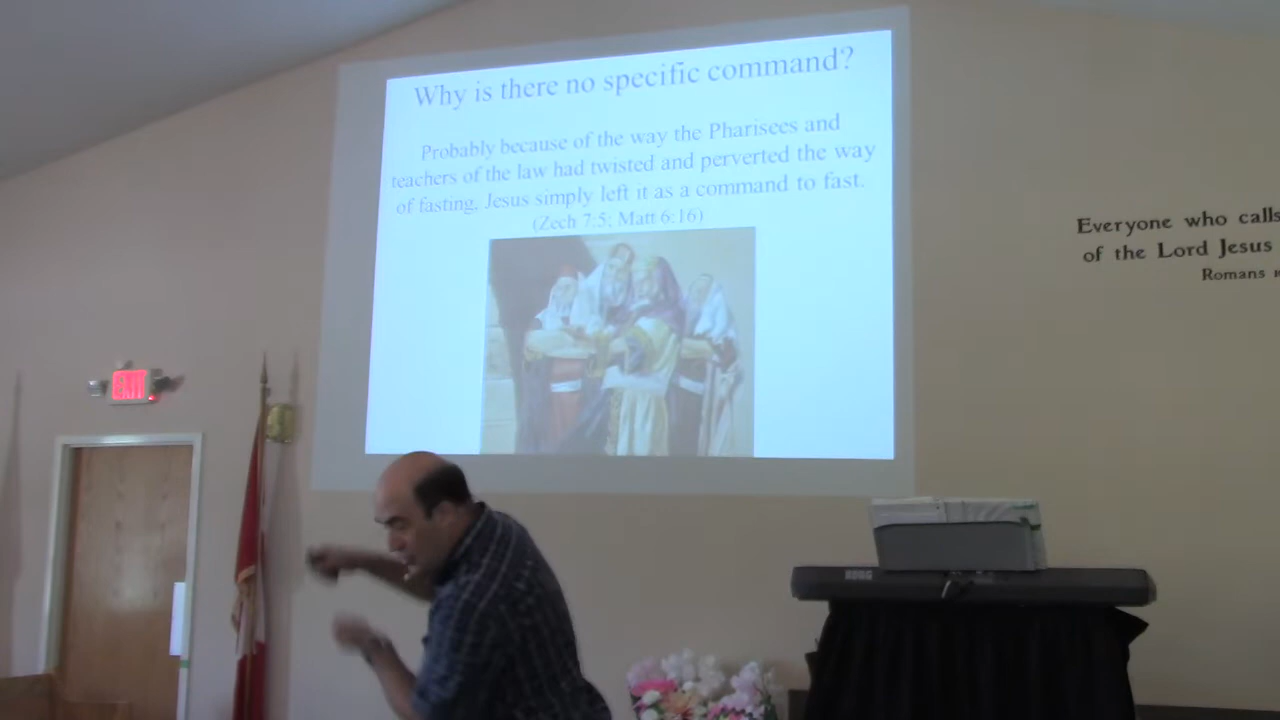 Why is there no specific command?
Probably because of the way the Pharisees and
teachers of the law had twisted and perverted the way
of fasting, Jesus simply left it as a command to fast.
(Zech 7:5; Matt 6:16)
Everyone who calls
of the Lord Jesus
Romans
EXIT
KORG